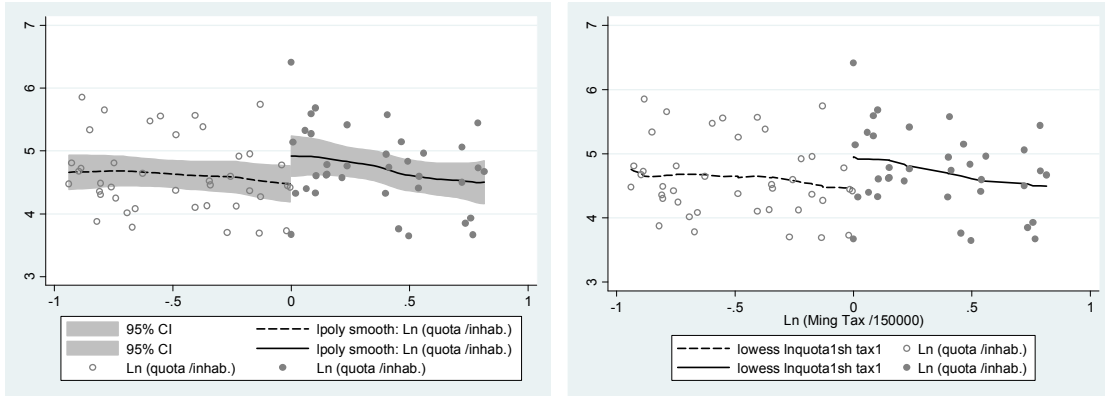 7
6
5
4
3
-1 -.5 0 .5 1
95% CI lpoly smooth: Ln (quota /inhab.)
95% CI lpoly smooth: Ln (quota /inhab.)
Ln (quota /inhab.) Ln (quota /inhab.)
7
6
5
4
3
-1 -.5 0 .5 1
Ln (Ming Tax /150000)
lowess lnquota1sh tax1 Ln (quota /inhab.)
lowess lnquota1sh tax1 Ln (quota /inhab.)